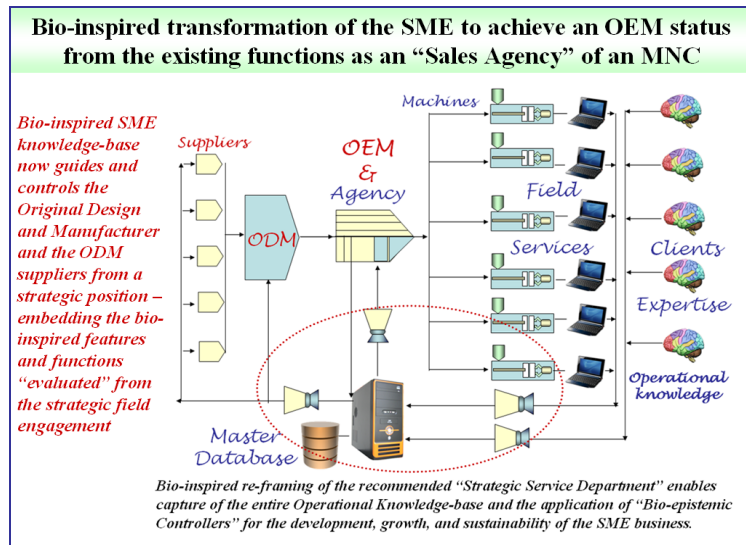 Bio-inspired transformation of the SME to achieve an OEM status
from the existing functions as an “Sales Agency” of an MNC
Bio-inspired SME
knowledge-base
now guides and
controls the
Original Design
and Manufacturer
and the ODM
suppliers from a
strategic position –
embedding the bio-
inspired features
and functions
“evaluated” from
the strategic field
engagement
Suppliers
ODM
OEM
&
Agency
Machines
Field
Services
Clients
Expertise
Operational
knowledge
Master
Database
Bio-inspired re-framing of the recommended “Strategic Service Department” enables
capture of the entire Operational Knowledge-base and the application of “Bio-epistemic
Controllers” for the development, growth, and sustainability of the SME business.